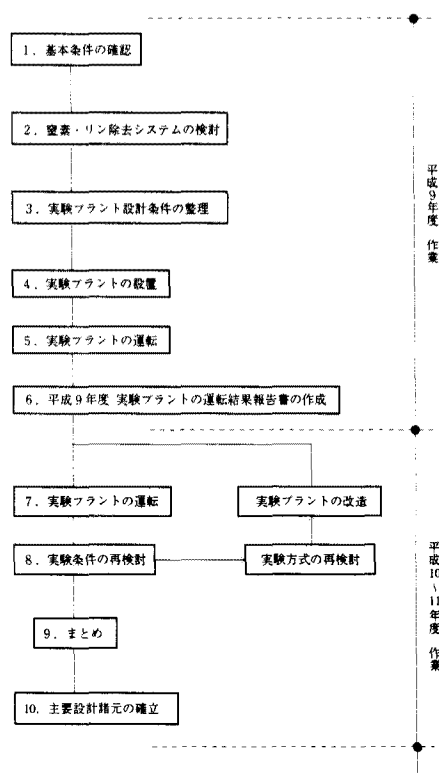 1．基本条件の確認
2．窒素・リン除去システムの検討
3．実験プラント設計条件の整理
4．実験プラントの設置
5．実験プラントの運転
6．平成9年度 実験プラントの運転結果報告書の作成
平成9年度 作業
7．実験プラントの運転
実験プラントの改造
8．実験条件の再検討
実験方式の再検討
9．まとめ
10．主要設計諸元の確立
平成10～11年度 作業